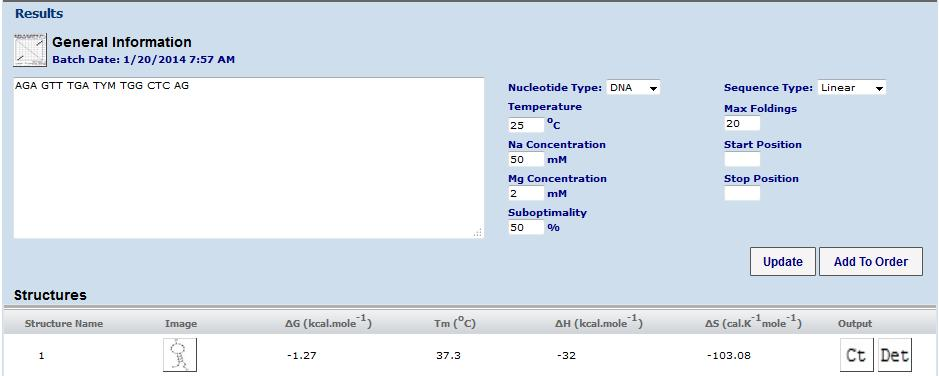 Results
General Information
Batch Date: 1/20/2014 7:57 AM
AGA GTT TGA TYM TGG CTC AG
Nucleotide Type: DNA
Sequence Type: Linear
Temperature
25 °C
Max Foldings
20
Na Concentration
50 mM
Start Position
Mg Concentration
2 mM
Stop Position
Suboptimality
50 %
Update Add To Order
Structures
Structure Name Image ΔG (kcal.mole⁻¹) Tm (°C) ΔH (kcal.mole⁻¹) ΔS (cal.K⁻¹mole⁻¹) Output
1 -1.27 37.3 -32 -103.08 Ct Det